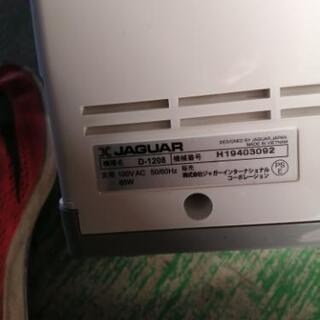 JAGUAR
DESIGNED BY JAGUAR JAPAN
MADE IN VIETNAM
機種名 D-1208 機械番号 H19403092
定格 100V AC 50/60Hz 販売
65W 株式会社ジャガーインターナショナル
コーポレーション
PS
E